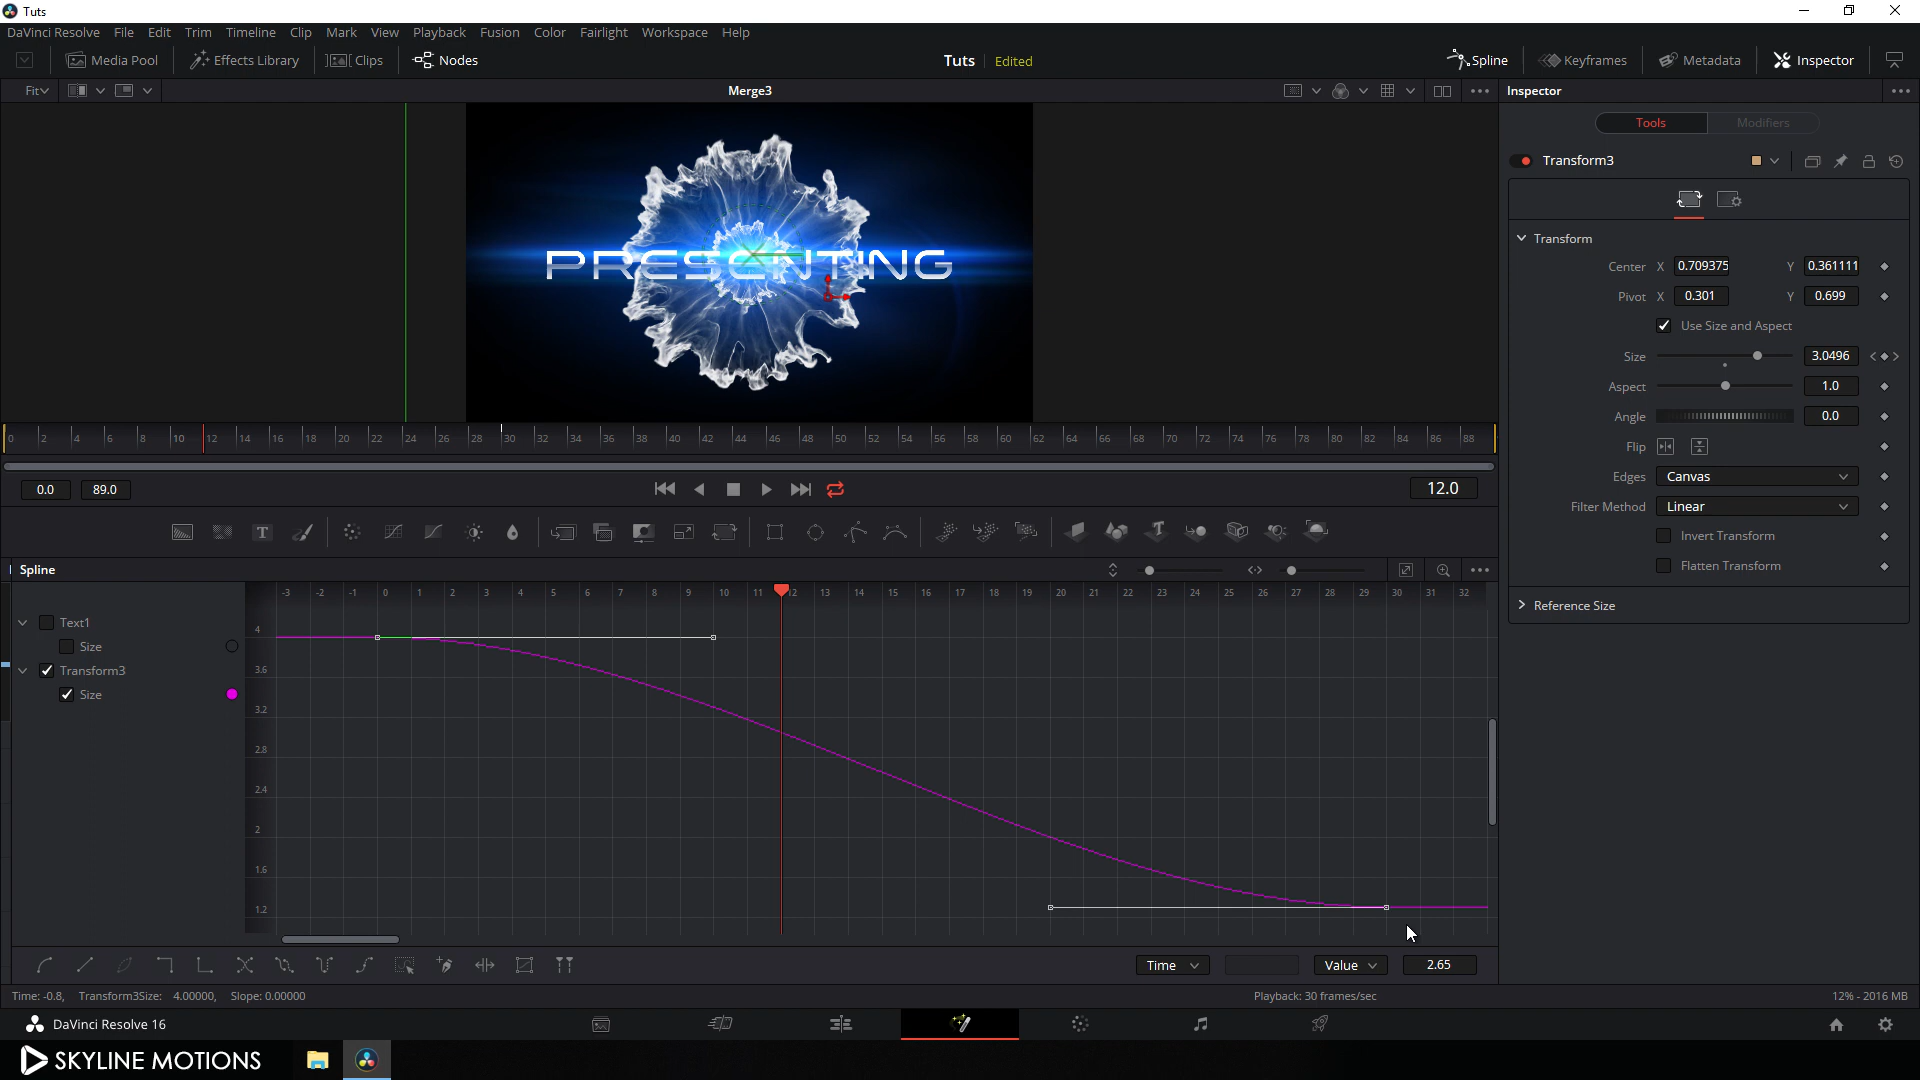 Tuts
DaVinci Resolve File Edit Trim Timeline Clip Mark View Playback Fusion Color Fairlight Workspace Help
Media Pool Effects Library Clips Nodes Tuts Edited Spline Keyframes Metadata Inspector
Fit Merge3 Inspector
Tools Modifiers
Transform3
PRESENTING
Transform
Center X 0.709375 Y 0.361111
Pivot X 0.301 Y 0.699
Use Size and Aspect
Size 3.0496
Aspect 1.0
Angle 0.0
Flip
Edges Canvas
Filter Method Linear
Invert Transform
Flatten Transform
Reference Size
0 2 4 6 8 10 12 14 16 18 20 22 24 26 28 30 32 34 36 38 40 42 44 46 48 50 52 54 56 58 60 62 64 66 68 70 72 74 76 78 80 82 84 86 88
0.0 89.0 12.0
Spline
-3 -2 -1 0 1 2 3 4 5 6 7 8 9 10 11 12 13 14 15 16 17 18 19 20 21 22 23 24 25 26 27 28 29 30 31 32
Text1
Size
Transform3
Size
4
3.6
3.2
2.8
2.4
2
1.6
1.2
Time Value 2.65
Time: -0.8, Transform3Size: 4.00000, Slope: 0.00000 Playback: 30 frames/sec 12% - 2016 MB
DaVinci Resolve 16
SKYLINE MOTIONS